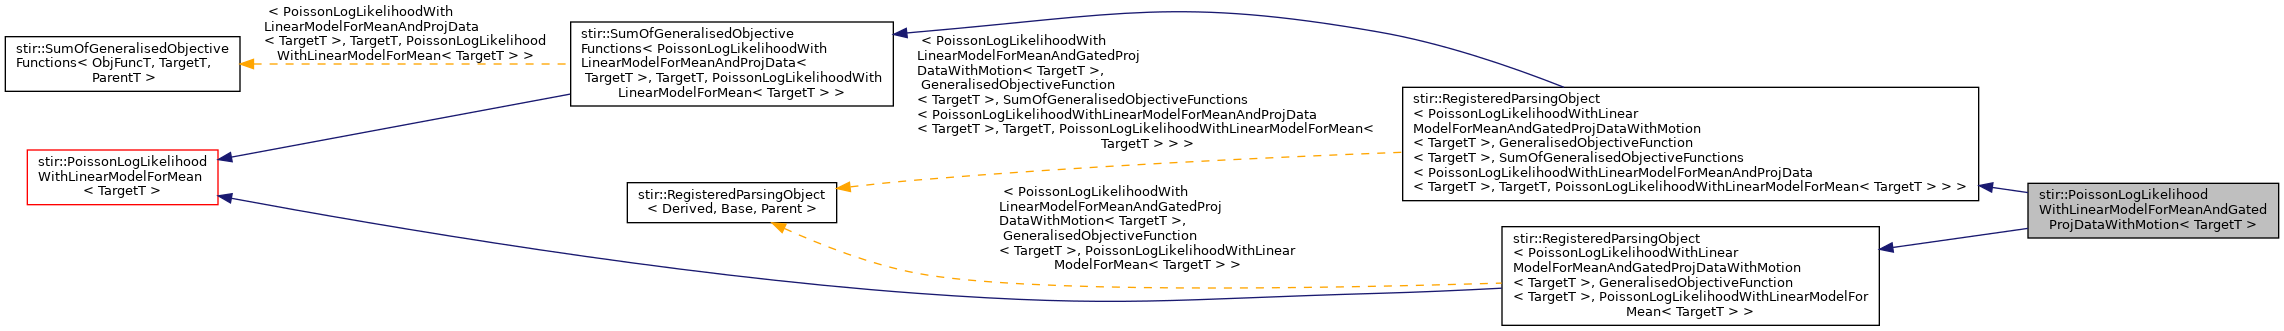 stir::SumOfGeneralisedObjective
Functions< ObjFuncT, TargetT,
ParentT >
< PoissonLogLikelihoodWith
LinearModelForMeanAndProjData
< TargetT >, TargetT, PoissonLogLikelihood
WithLinearModelForMean< TargetT > >
stir::PoissonLogLikelihood
WithLinearModelForMean
< TargetT >
stir::SumOfGeneralisedObjective
Functions< PoissonLogLikelihoodWith
LinearModelForMeanAndProjData<
TargetT >, TargetT, PoissonLogLikelihoodWith
LinearModelForMean< TargetT > >
stir::RegisteredParsingObject
< Derived, Base, Parent >
< PoissonLogLikelihoodWith
LinearModelForMeanAndGatedProj
DataWithMotion< TargetT >,
GeneralisedObjectiveFunction
< TargetT >, SumOfGeneralisedObjectiveFunctions
< PoissonLogLikelihoodWithLinearModelForMeanAndProjData
< TargetT >, TargetT, PoissonLogLikelihoodWithLinearModelForMean<
TargetT > > >
< PoissonLogLikelihoodWith
LinearModelForMeanAndGatedProj
DataWithMotion< TargetT >,
GeneralisedObjectiveFunction
< TargetT >, PoissonLogLikelihoodWithLinear
ModelForMean< TargetT > >
stir::RegisteredParsingObject
< PoissonLogLikelihoodWithLinear
ModelForMeanAndGatedProjDataWithMotion
< TargetT >, GeneralisedObjectiveFunction
< TargetT >, SumOfGeneralisedObjectiveFunctions
< PoissonLogLikelihoodWithLinearModelForMeanAndProjData
< TargetT >, TargetT, PoissonLogLikelihoodWithLinearModelForMean< TargetT > > >
stir::RegisteredParsingObject
< PoissonLogLikelihoodWithLinear
ModelForMeanAndGatedProjDataWithMotion
< TargetT >, GeneralisedObjectiveFunction
< TargetT >, PoissonLogLikelihoodWithLinearModelFor
Mean< TargetT > >
stir::PoissonLogLikelihood
WithLinearModelForMeanAndGated
ProjDataWithMotion< TargetT >